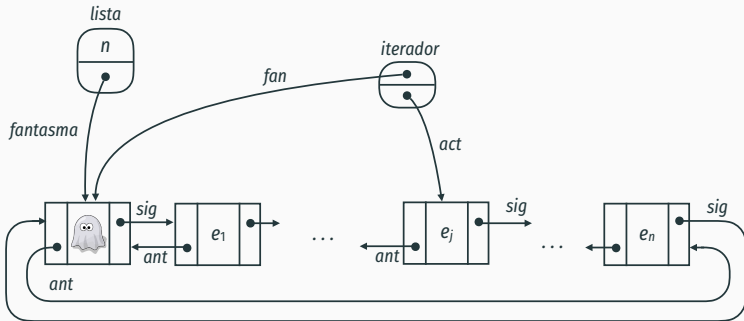 lista
n
iterador
fan
fantasma
act
sig
e1
ant
...
ej
sig
ant
...
en
sig
ant